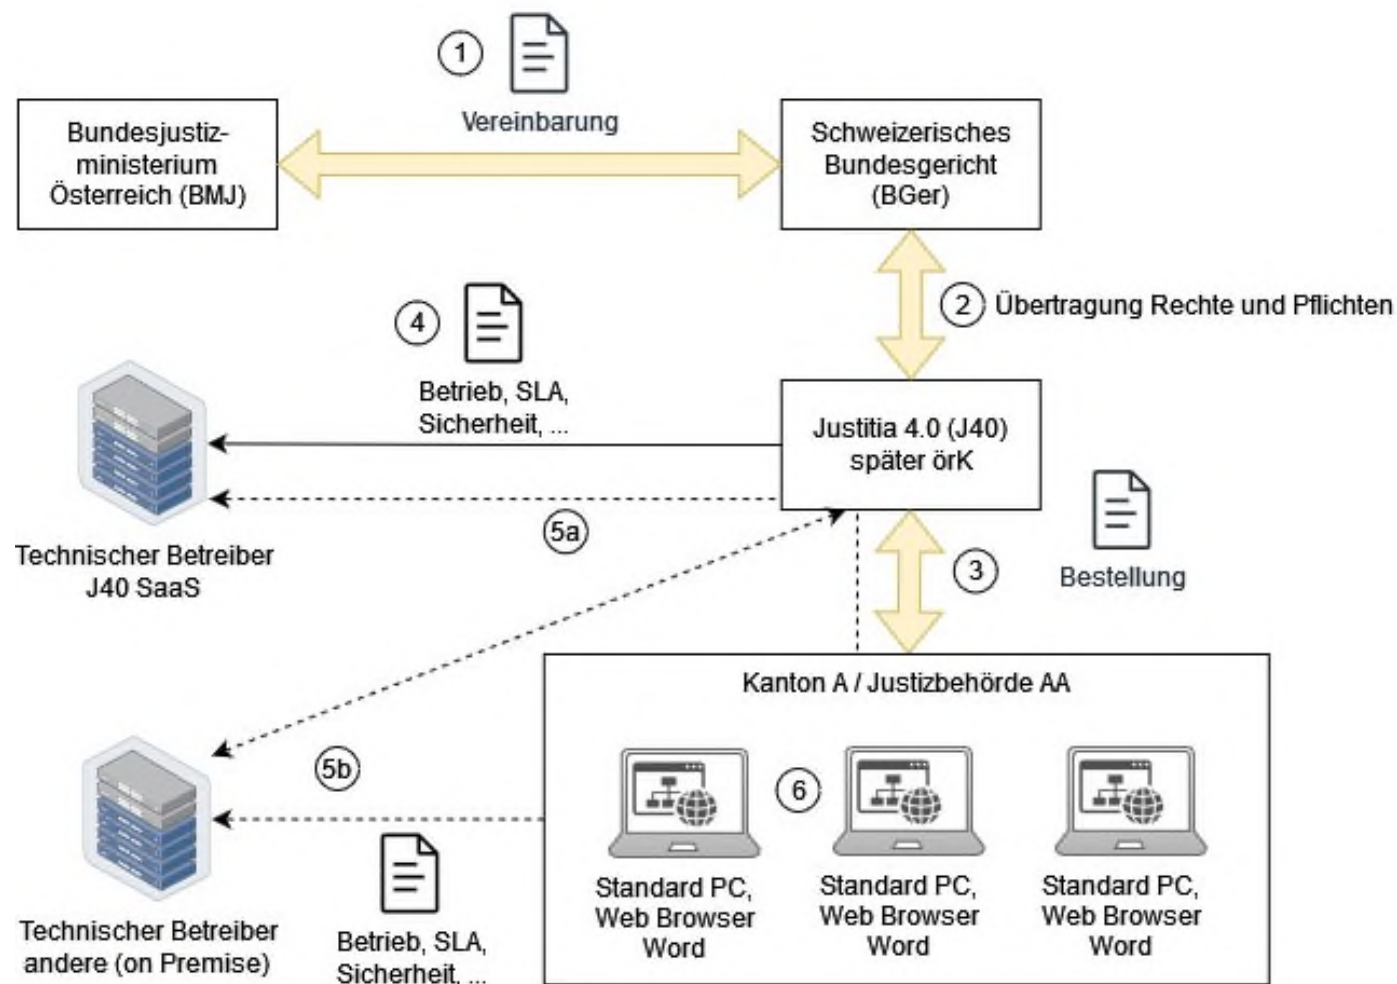 1
Vereinbarung
Bundesjustiz-
ministerium
Österreich (BMJ)
Schweizerisches
Bundesgericht
(BGer)
2 Übertragung Rechte und Pflichten
4
Betrieb, SLA,
Sicherheit, ...
Justitia 4.0 (J40)
später örK
Technischer Betreiber
J40 SaaS
5a
3
Bestellung
Kanton A / Justizbehörde AA
5b
6
Standard PC,
Web Browser
Word
Standard PC,
Web Browser
Word
Standard PC,
Web Browser
Word
Technischer Betreiber
andere (on Premise)
Betrieb, SLA,
Sicherheit, ...